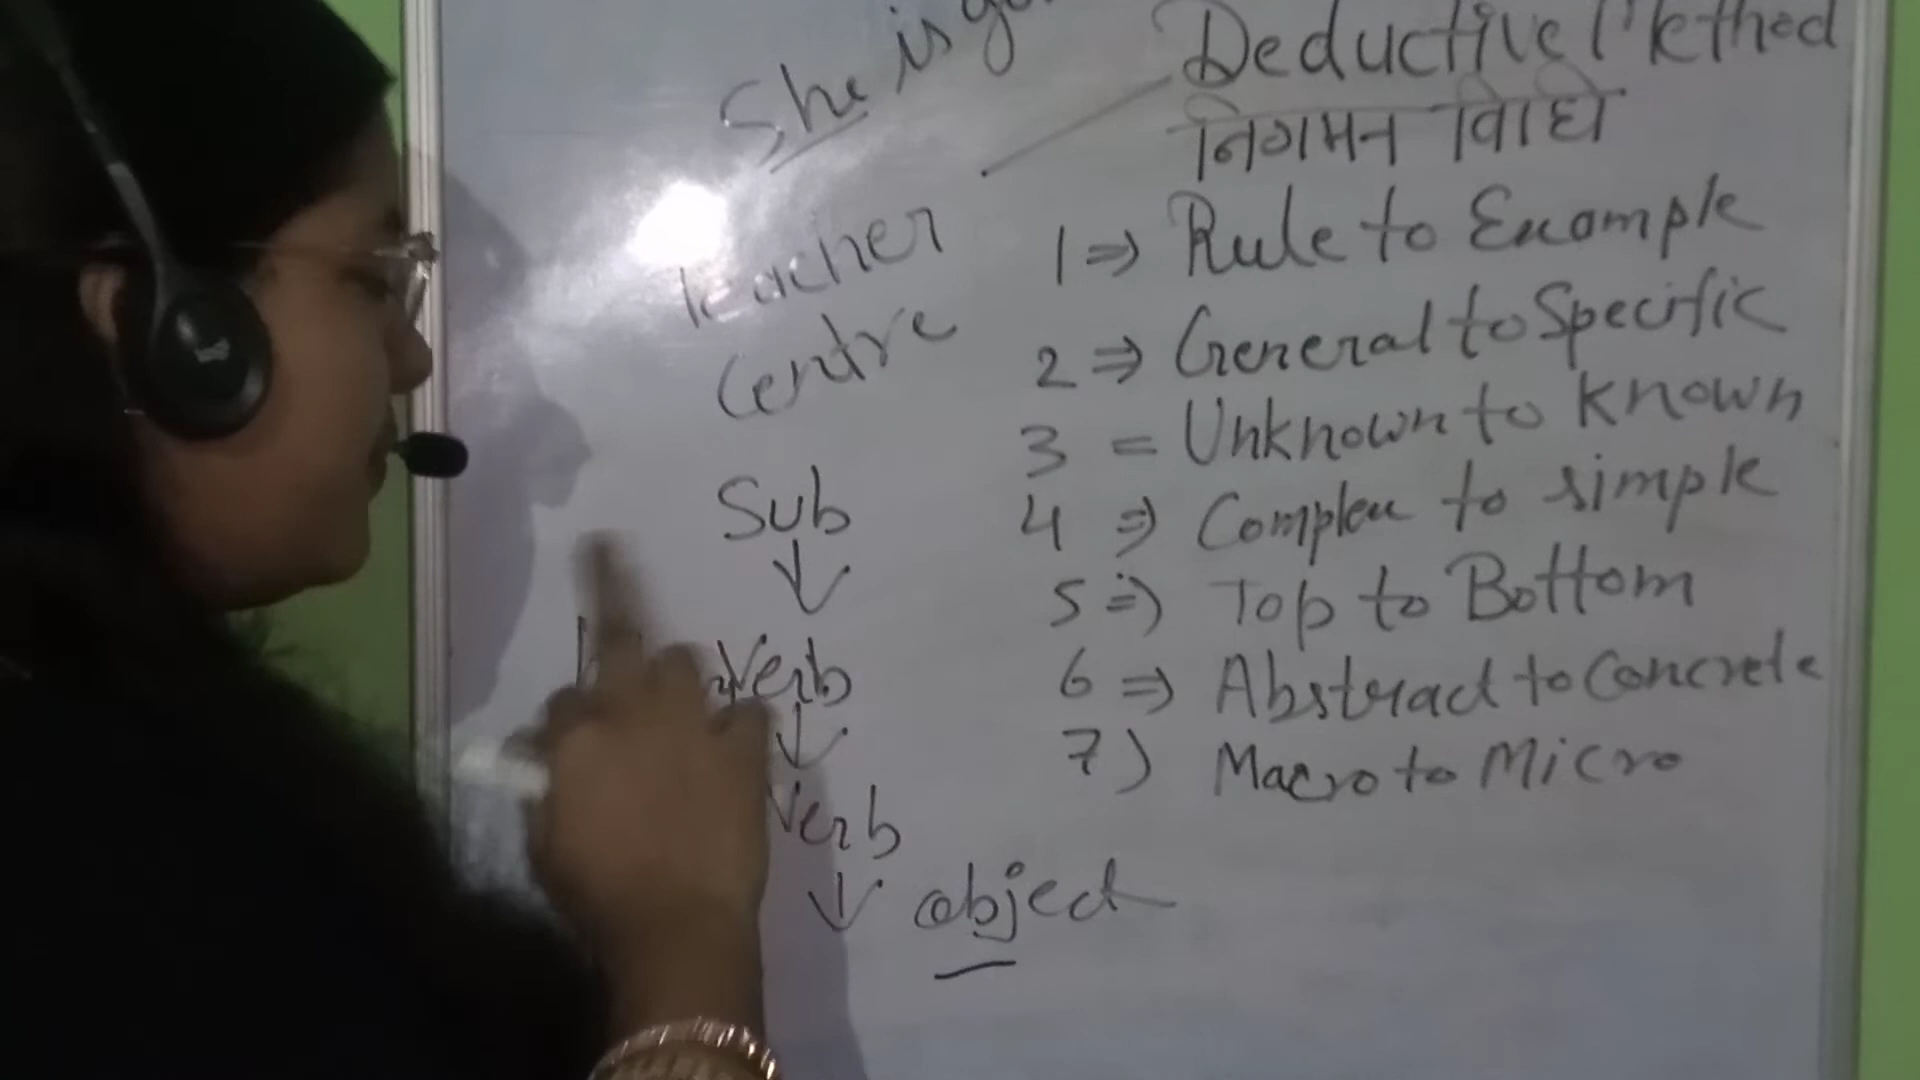 She is
Deductive Method
निगमन विधि
Teacher
Centre
1 ⇒ Rule to Example
2 ⇒ General to Specific
3 = Unknown to known
4 ⇒ Complex to simple
5 ⇒ Top to Bottom
6 ⇒ Abstract to Concrete
7) Macro to Micro
Sub
↓
Verb
↓
Verb
↓ object